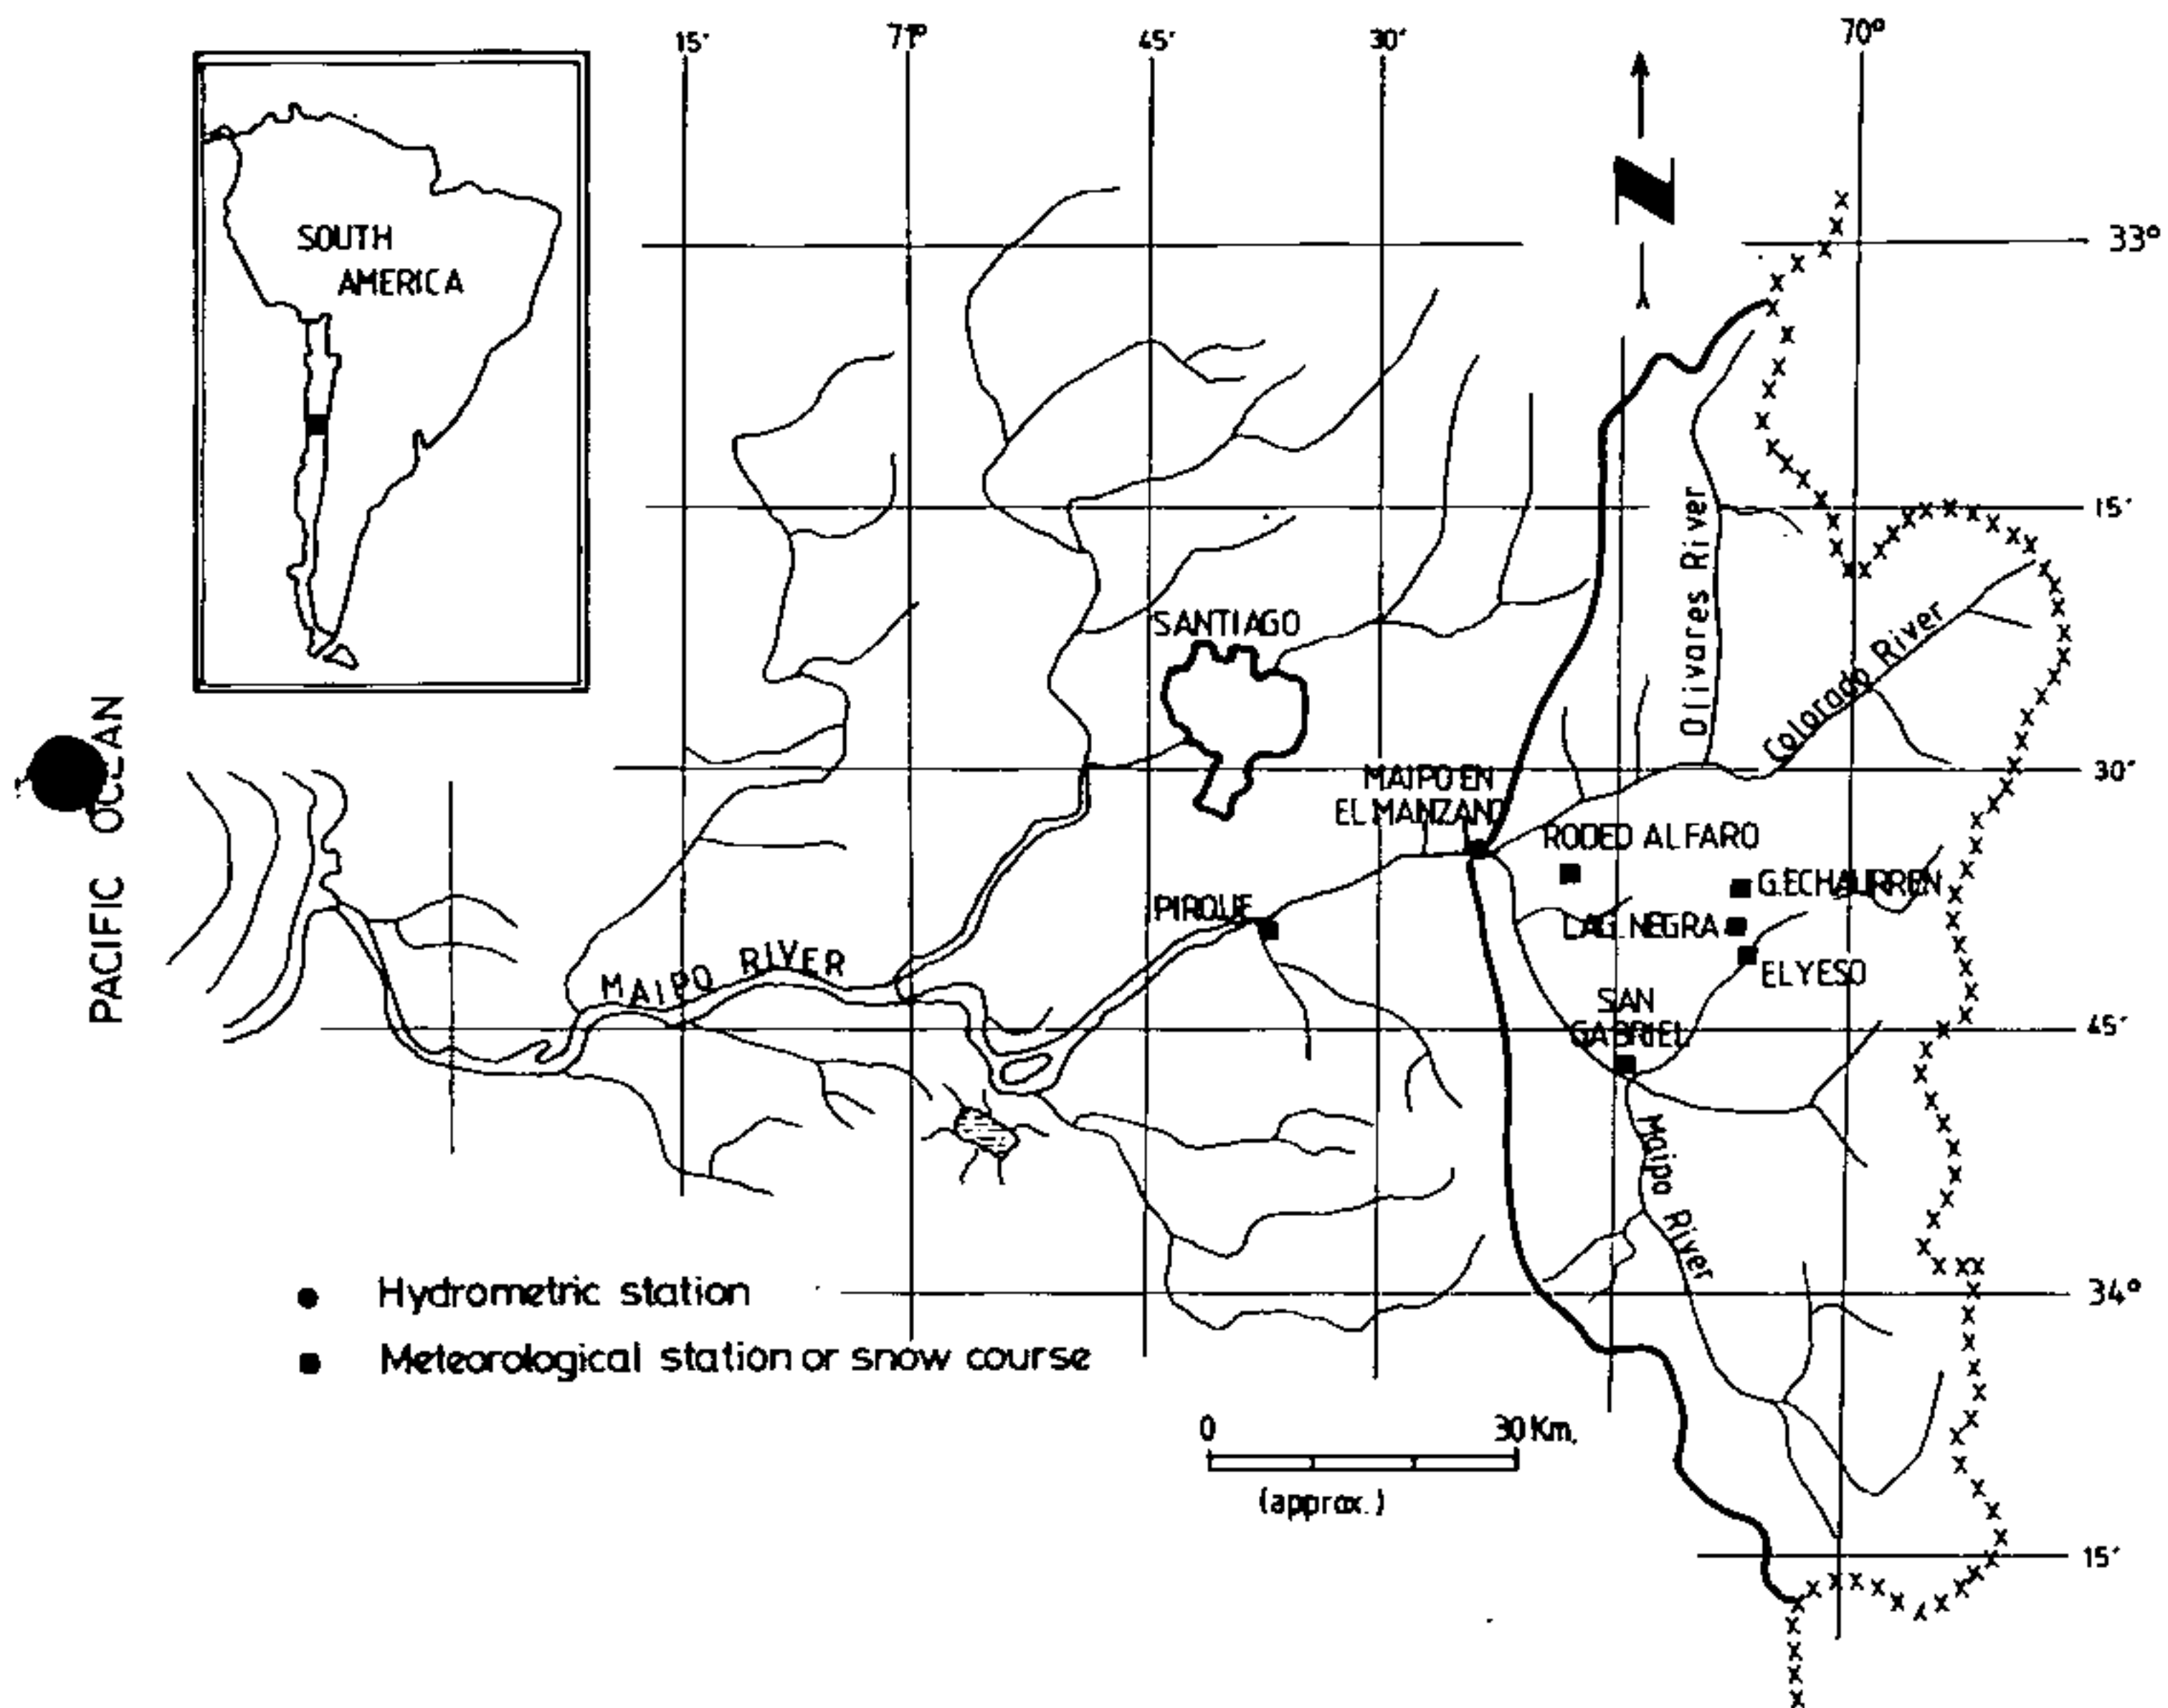 15' 71° 45' 30' 70°
SOUTH
AMERICA
N
33°
15'
Olivares River
SANTIAGO
Colorado River
PACIFIC OCEAN
30'
MAIPO EN
EL MANZANO
RODEO ALFARO
G.ECHAURREN
PIRQUE
LAG. NEGRA
EL YESO
MAIPO RIVER
SAN
GABRIEL
45'
Maipo River
Hydrometric station
34°
Meteorological station or snow course
0 30 Km.
(approx.)
15'